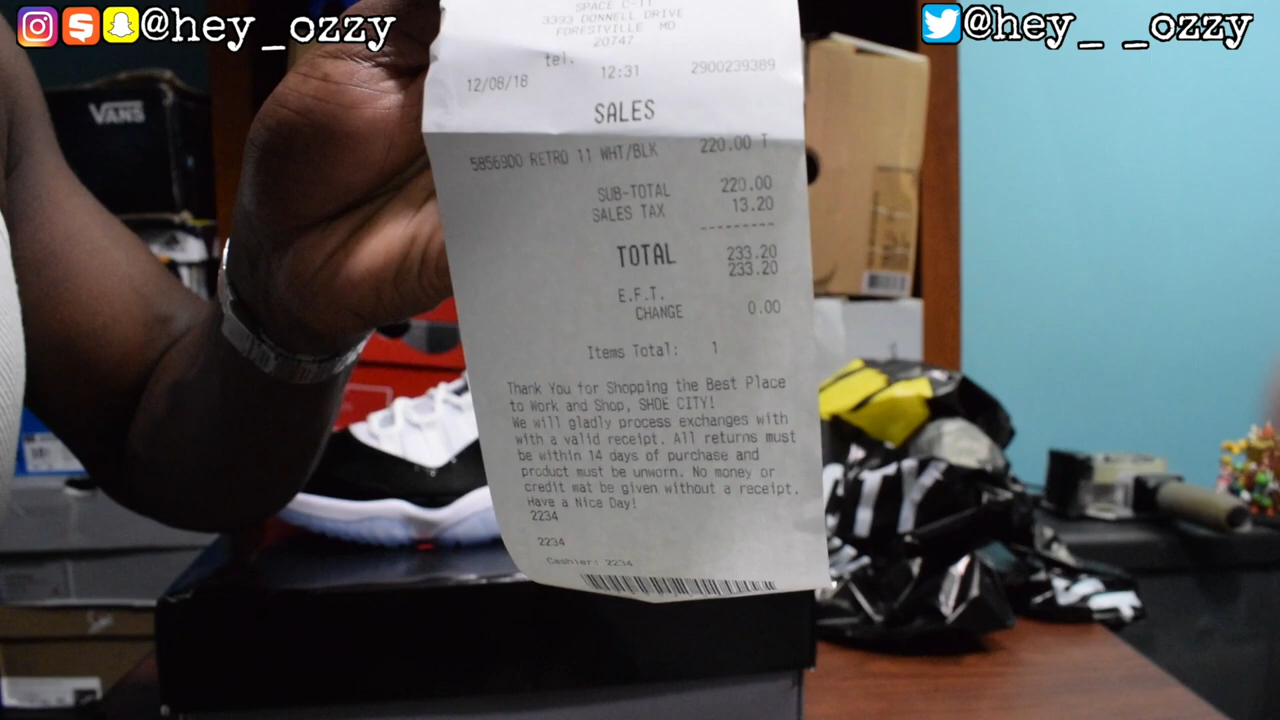 @hey_ozzy
@hey_ _ozzy
VANS
SPACE C-11
3393 DONNELL DRIVE
FORESTVILLE MD
20747
tel.
12/08/18 12:31 2900239389
SALES
5856900 RETRO 11 WHT/BLK 220.00 T
SUB-TOTAL 220.00
SALES TAX 13.20
---------
TOTAL 233.20
233.20
E.F.T.
CHANGE 0.00
Items Total: 1
Thank You for Shopping the Best Place
to Work and Shop, SHOE CITY!
We will gladly process exchanges with
with a valid receipt. All returns must
be within 14 days of purchase and
product must be unworn. No money or
credit mat be given without a receipt.
Have a Nice Day!
2234
2234
Cashier: 2234